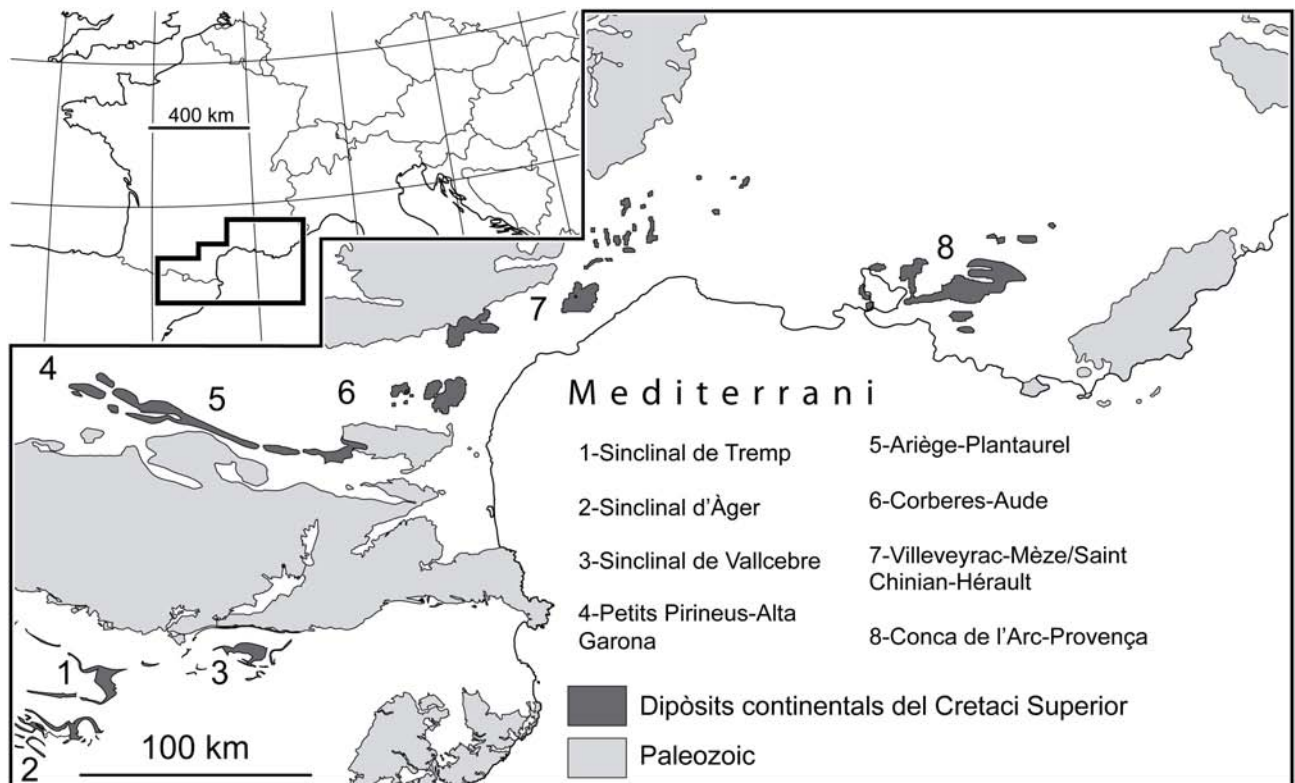 400 km
8
7
4
5
6
Mediterrani
1-Sinclinal de Tremp
2-Sinclinal d'Àger
3-Sinclinal de Vallcebre
4-Petits Pirineus-Alta
Garona
5-Ariège-Plantaurel
6-Corberes-Aude
7-Villeveyrac-Mèze/Saint
Chinian-Hérault
8-Conca de l'Arc-Provença
1
3
2
100 km
Dipòsits continentals del Cretaci Superior
Paleozoic